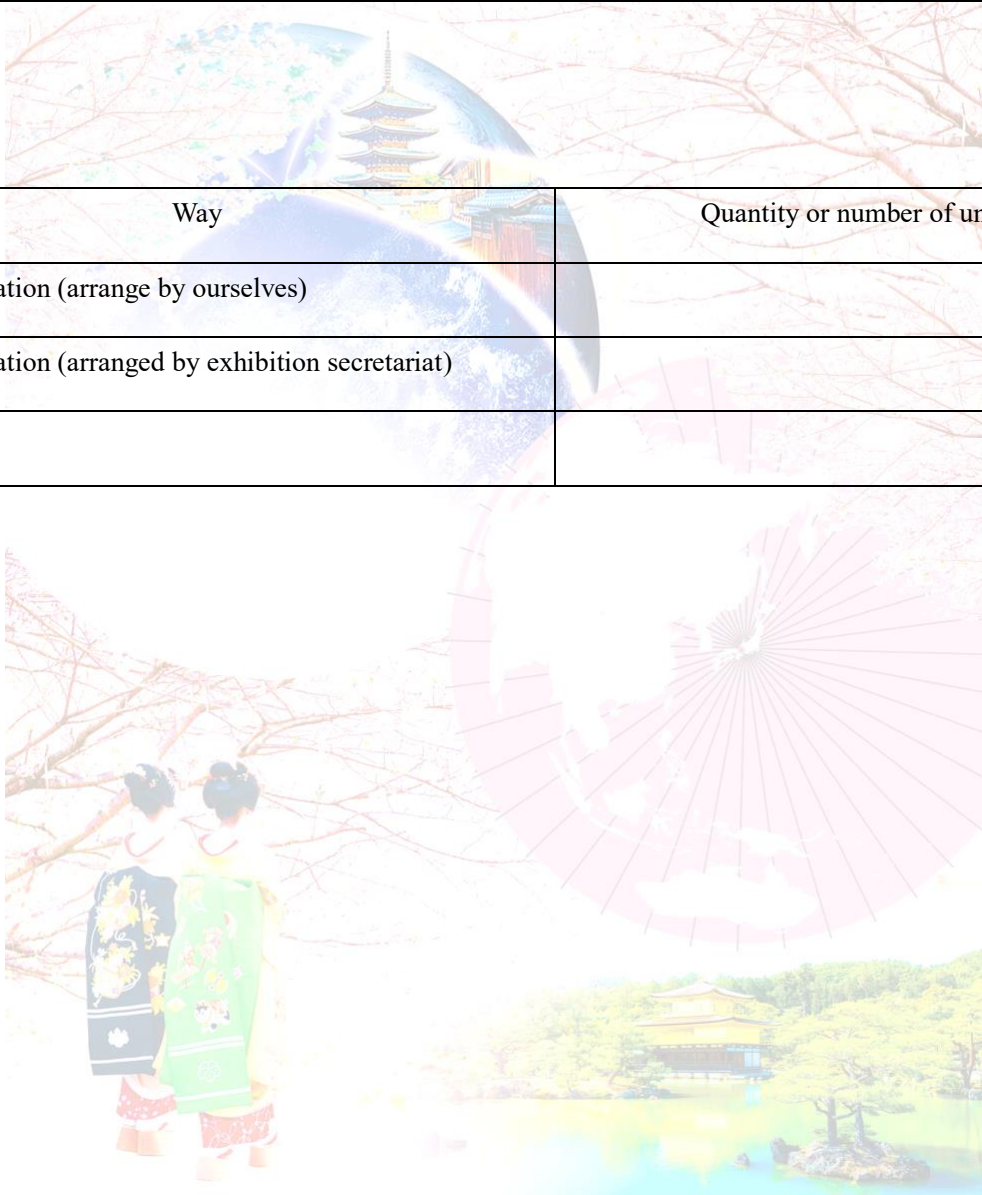 Way
Quantity or number of un
ation (arrange by ourselves)
ation (arranged by exhibition secretariat)